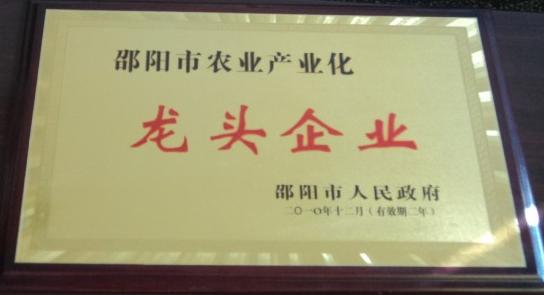 邵阳市农业产业化
龙头企业
邵阳市人民政府
二〇一〇年十二月(有效期二年)